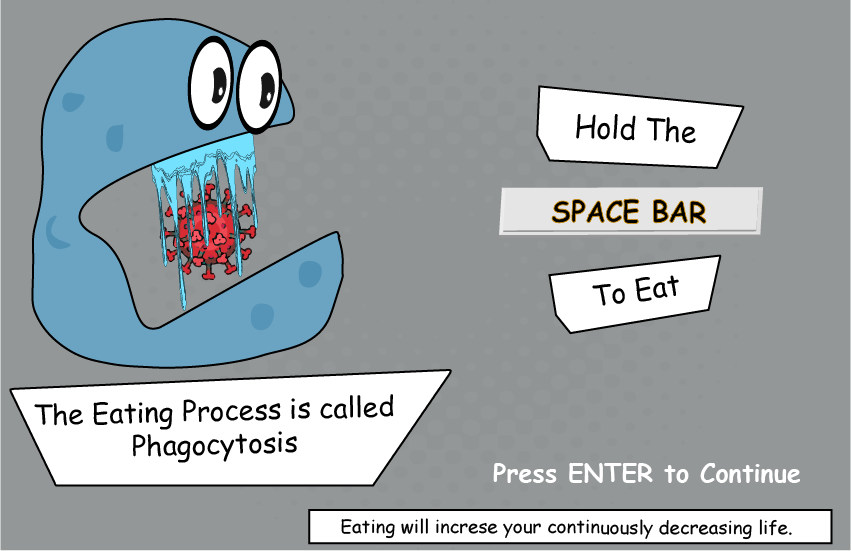 Hold The
SPACE BAR
To Eat
The Eating Process is called
Phagocytosis
Press ENTER to Continue
Eating will increse your continuously decreasing life.